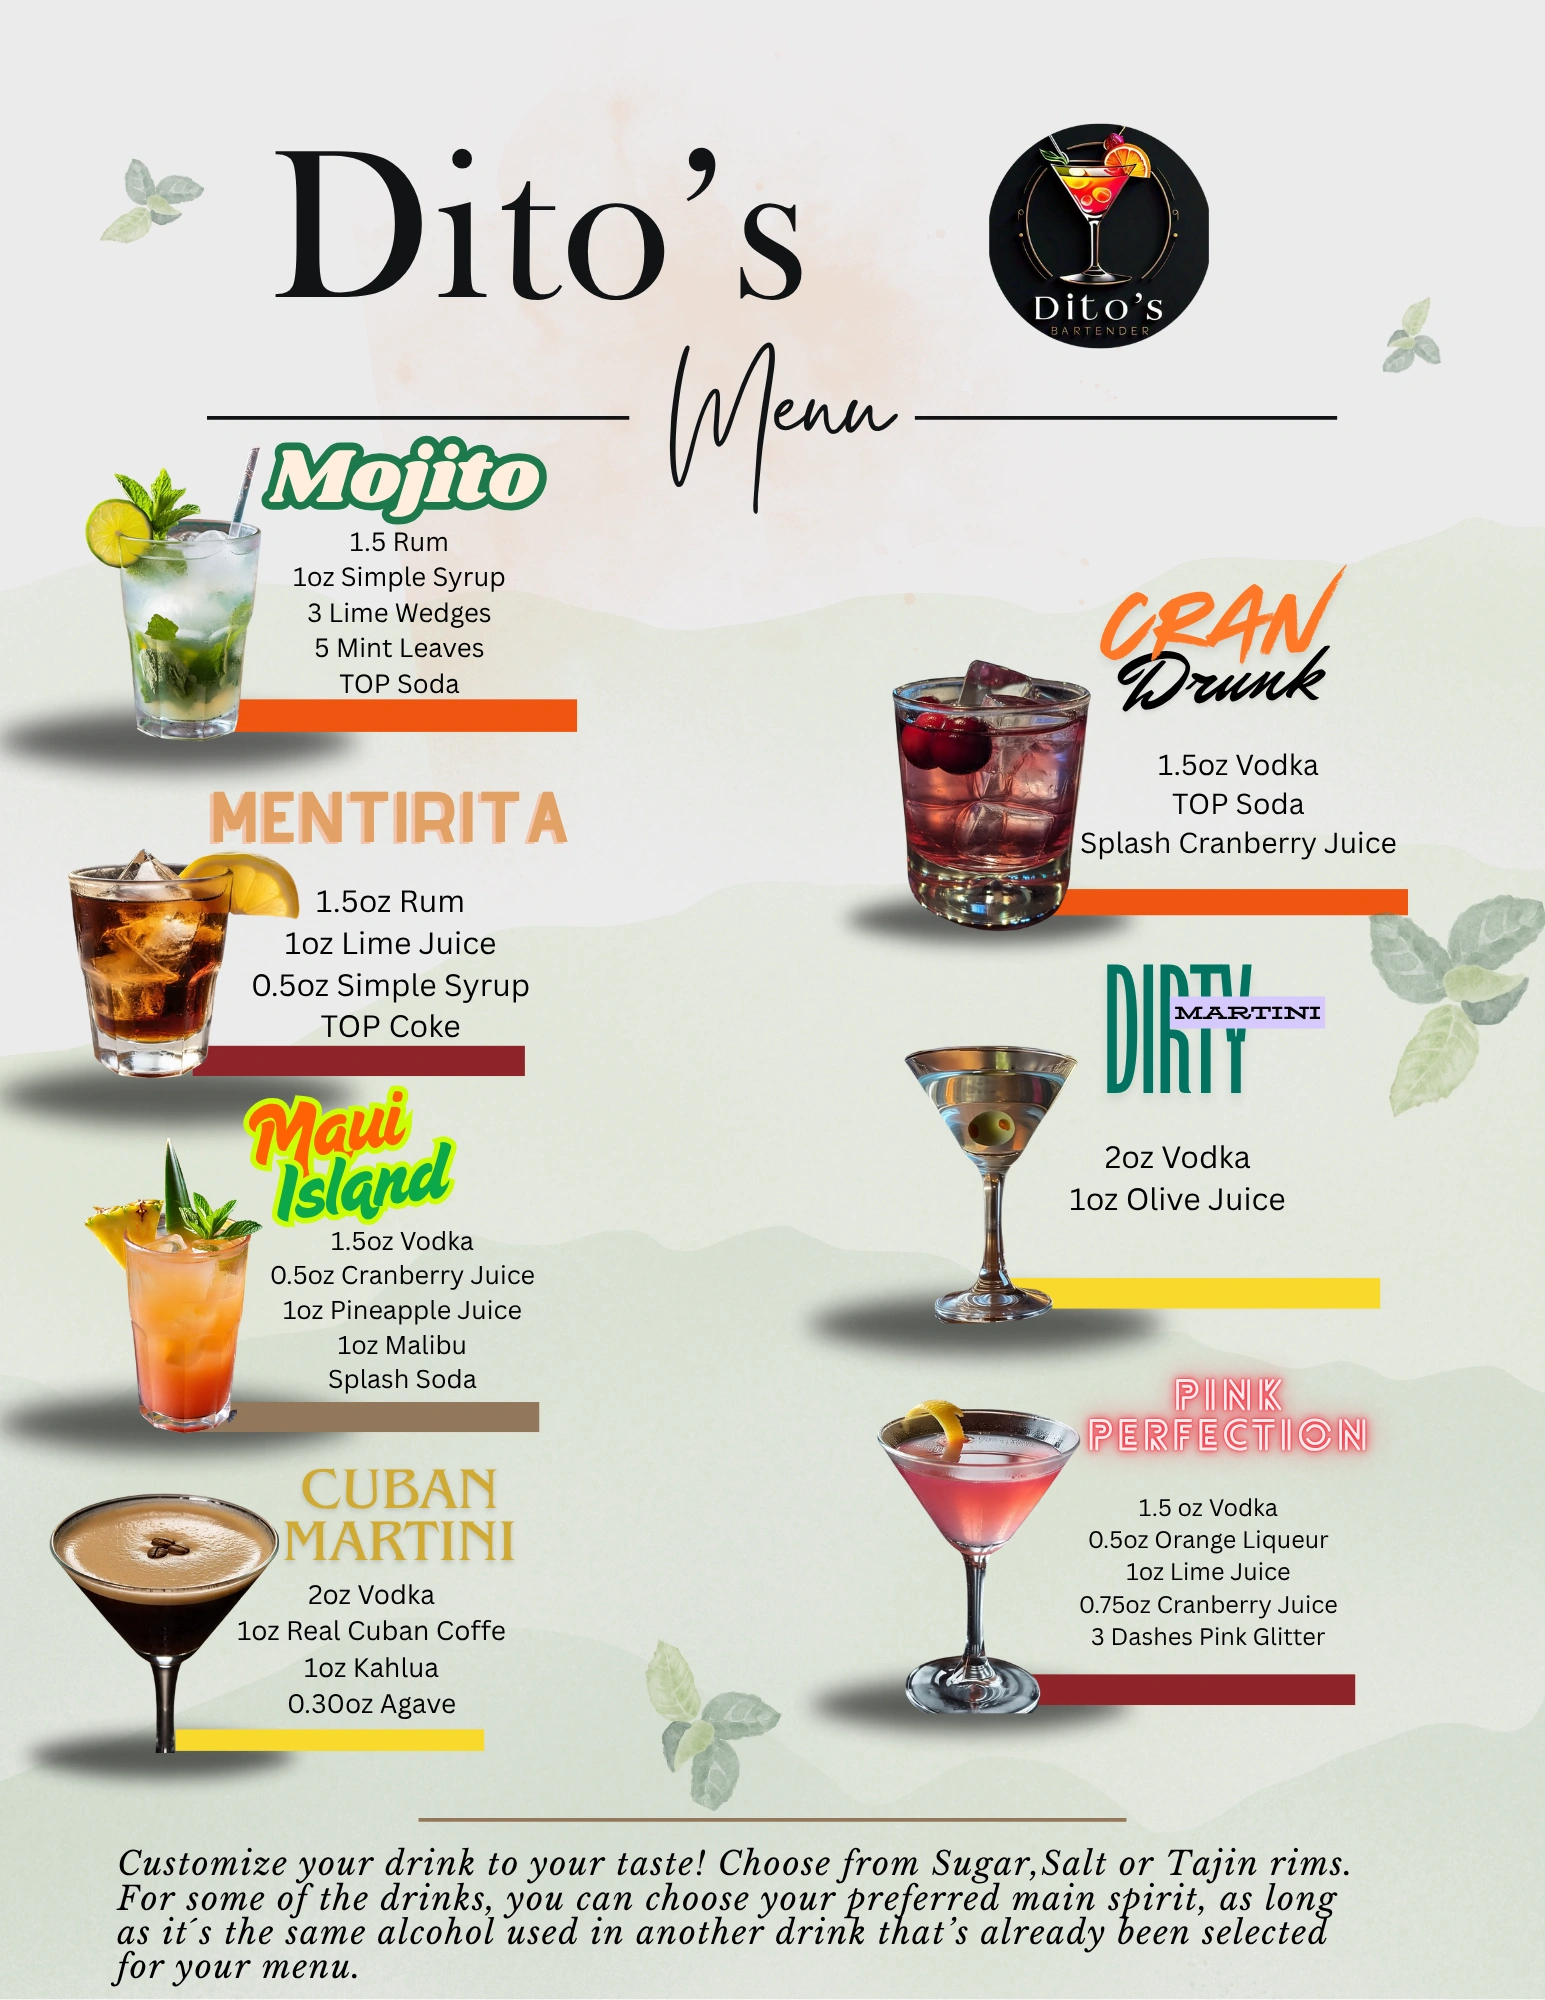 Dito's
Dito's
BARTENDER
Menu
Mojito
1.5 Rum
1oz Simple Syrup
3 Lime Wedges
5 Mint Leaves
TOP Soda
MENTIRITA
1.5oz Rum
1oz Lime Juice
0.5oz Simple Syrup
TOP Coke
Maui
Island
1.5oz Vodka
0.5oz Cranberry Juice
1oz Pineapple Juice
1oz Malibu
Splash Soda
CUBAN
MARTINI
2oz Vodka
1oz Real Cuban Coffe
1oz Kahlua
0.30oz Agave
CRAN
Drunk
1.5oz Vodka
TOP Soda
Splash Cranberry Juice
DIRTY
MARTINI
2oz Vodka
1oz Olive Juice
PINK
PERFECTION
1.5 oz Vodka
0.5oz Orange Liqueur
1oz Lime Juice
0.75oz Cranberry Juice
3 Dashes Pink Glitter
Customize your drink to your taste! Choose from Sugar,Salt or Tajin rims.
For some of the drinks, you can choose your preferred main spirit, as long
as it´s the same alcohol used in another drink that's already been selected
for your menu.